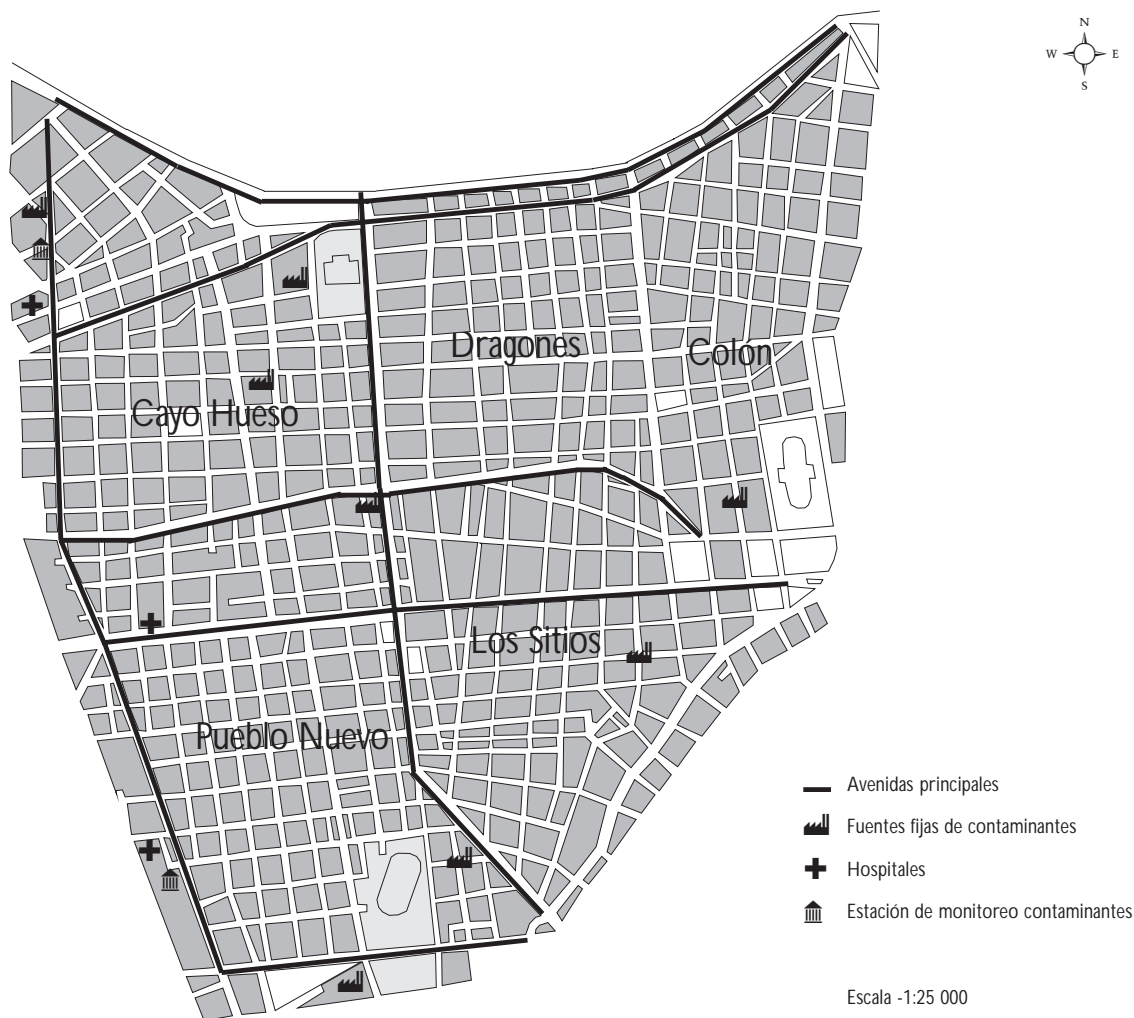 N
W E
S
Dragones
Colón
Cayo Hueso
Los Sitios
Pueblo Nuevo
Avenidas principales
Fuentes fijas de contaminantes
Hospitales
Estación de monitoreo contaminantes
Escala -1:25 000